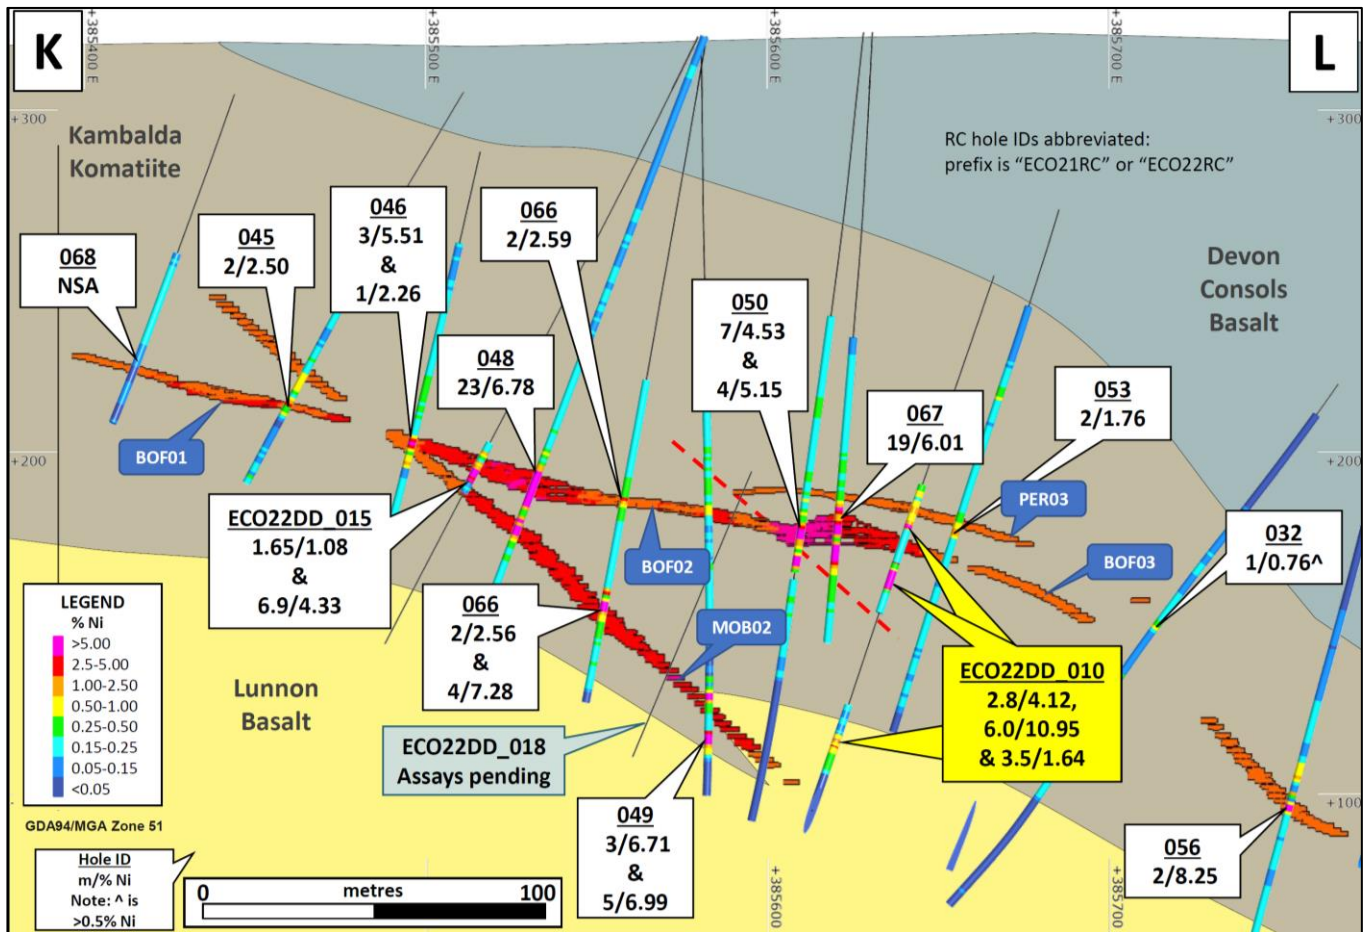 K
+385400 E
+385500 E
+385600 E
+385700 E
L
+300
+300
Kambalda
Komatiite
RC hole IDs abbreviated:
prefix is “ECO21RC” or “ECO22RC”
068
NSA
045
2/2.50
046
3/5.51
&
1/2.26
066
2/2.59
048
23/6.78
050
7/4.53
&
4/5.15
067
19/6.01
053
2/1.76
Devon
Consols
Basalt
BOF01
+200
+200
PER03
032
1/0.76^
BOF03
BOF02
ECO22DD_015
1.65/1.08
&
6.9/4.33
066
2/2.56
&
4/7.28
MOB02
ECO22DD_010
2.8/4.12,
6.0/10.95
& 3.5/1.64
LEGEND
% Ni
>5.00
2.5-5.00
1.00-2.50
0.50-1.00
0.25-0.50
0.15-0.25
0.05-0.15
<0.05
Lunnon
Basalt
ECO22DD_018
Assays pending
+100
GDA94/MGA Zone 51
049
3/6.71
&
5/6.99
056
2/8.25
Hole ID
m/% Ni
Note: ^ is
>0.5% Ni
0 metres 100
+385500
+385600 E
+385700 E